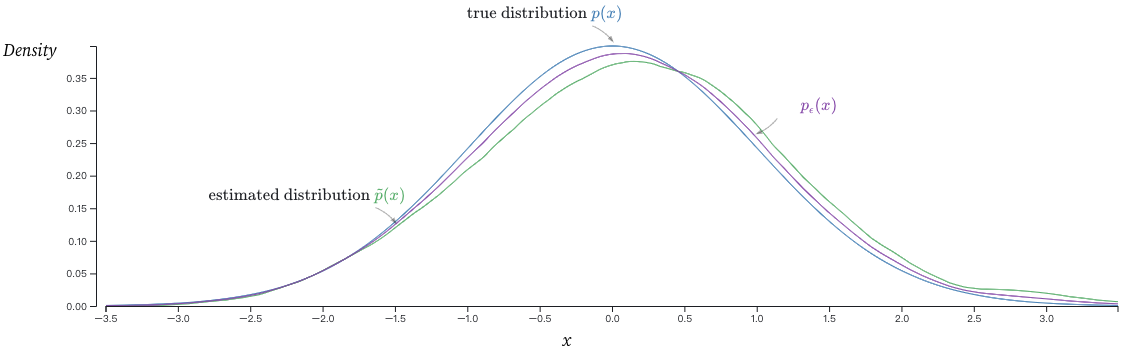 true distribution p(x)
Density
0.35
0.30
pϵ(x)
0.25
0.20
estimated distribution p̃(x)
0.15
0.10
0.05
0.00
−3.5 −3.0 −2.5 −2.0 −1.5 −1.0 −0.5 0.0 0.5 1.0 1.5 2.0 2.5 3.0
x